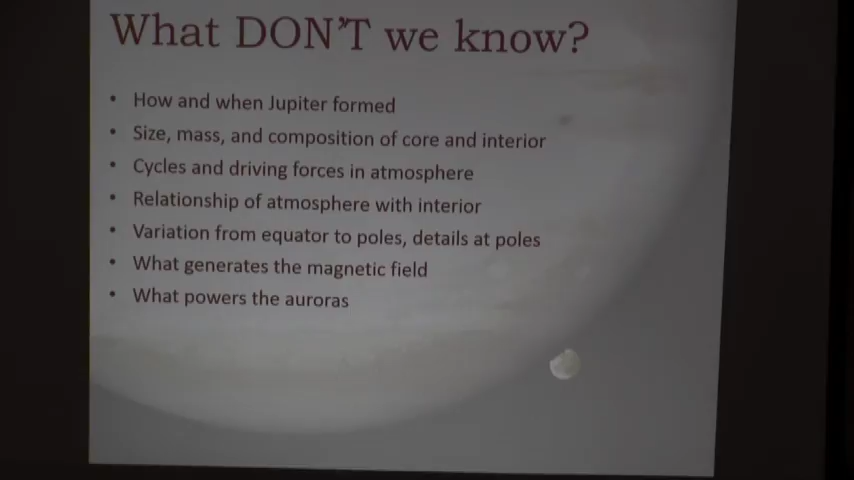 What DON'T we know?
• How and when Jupiter formed
• Size, mass, and composition of core and interior
• Cycles and driving forces in atmosphere
• Relationship of atmosphere with interior
• Variation from equator to poles, details at poles
• What generates the magnetic field
• What powers the auroras